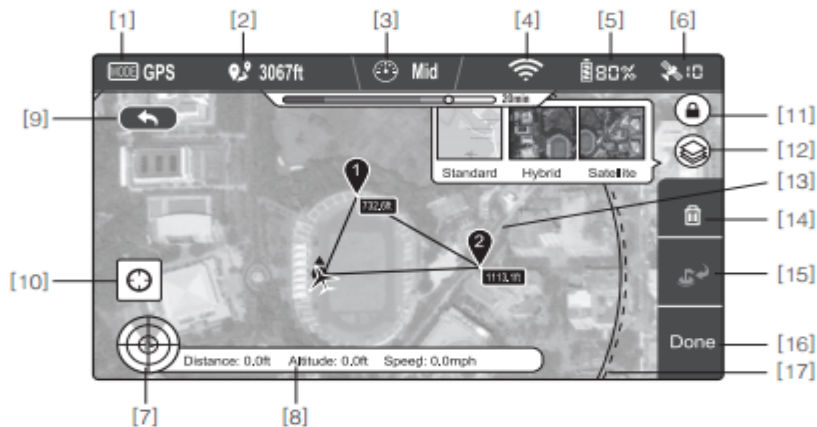 [1] [2] [3] [4] [5] [6]
MODE GPS 3067ft Mid 80% 10
20min
[9] [11]
[12]
Standard Hybrid Satellite
[13]
1
732.6ft
[14]
2
1113.1ft
[10] [15]
Done [16]
Distance: 0.0ft Altitude: 0.0ft Speed: 0.0mph
[17]
[7] [8]